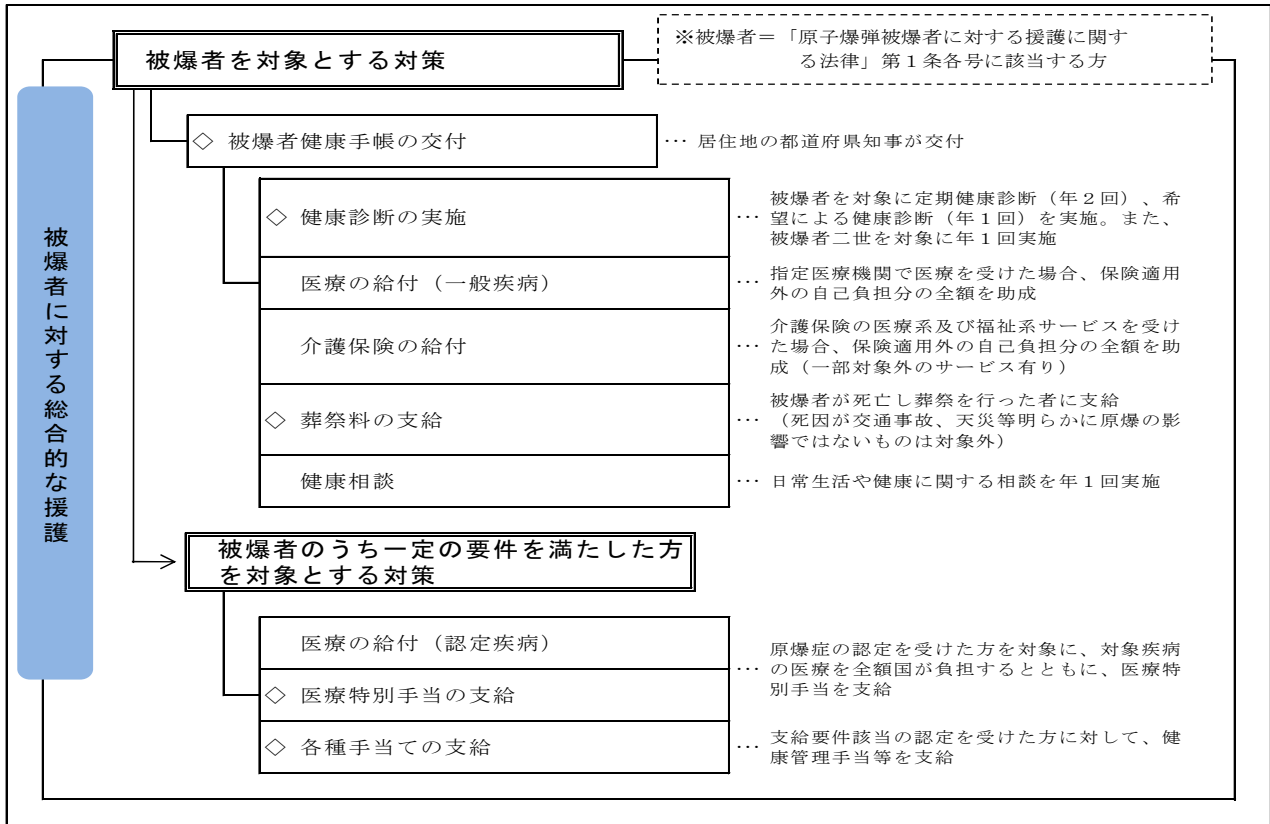 被爆者に対する総合的な援護
被爆者を対象とする対策
※被爆者＝「原子爆弾被爆者に対する援護に関す
る法律」第１条各号に該当する方
◇ 被爆者健康手帳の交付
… 居住地の都道府県知事が交付
◇ 健康診断の実施
被爆者を対象に定期健康診断（年２回）、希
… 望による健康診断（年１回）を実施。また、
被爆者二世を対象に年１回実施
医療の給付（一般疾病）
… 指定医療機関で医療を受けた場合、保険適用
外の自己負担分の全額を助成
介護保険の給付
介護保険の医療系及び福祉系サービスを受け
… た場合、保険適用外の自己負担分の全額を助
成（一部対象外のサービス有り）
◇ 葬祭料の支給
被爆者が死亡し葬祭を行った者に支給
… （死因が交通事故、天災等明らかに原爆の影
響ではないものは対象外）
健康相談
… 日常生活や健康に関する相談を年１回実施
被爆者のうち一定の要件を満たした方
を対象とする対策
医療の給付（認定疾病）
◇ 医療特別手当の支給
原爆症の認定を受けた方を対象に、対象疾病
… の医療を全額国が負担するとともに、医療特
別手当を支給
◇ 各種手当ての支給
… 支給要件該当の認定を受けた方に対して、健
康管理手当等を支給